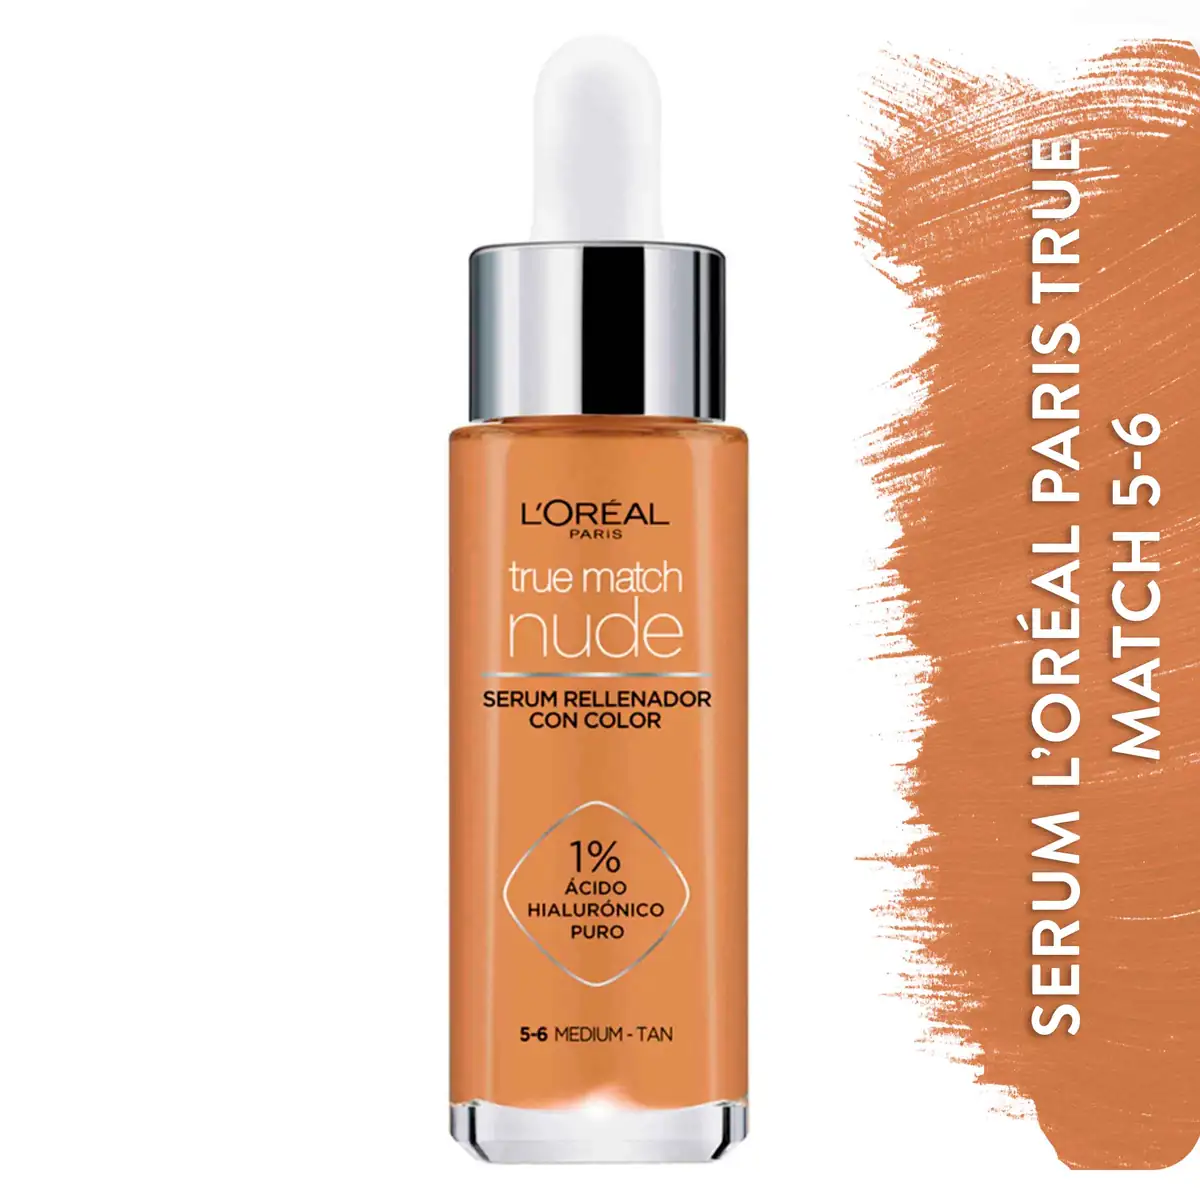 L'ORÉAL
PARIS
true match
nude
SERUM RELLENADOR
CON COLOR
1%
ÁCIDO
HIALURÓNICO
PURO
5-6 MEDIUM - TAN
SERUM L'ORÉAL PARIS TRUE
MATCH 5-6